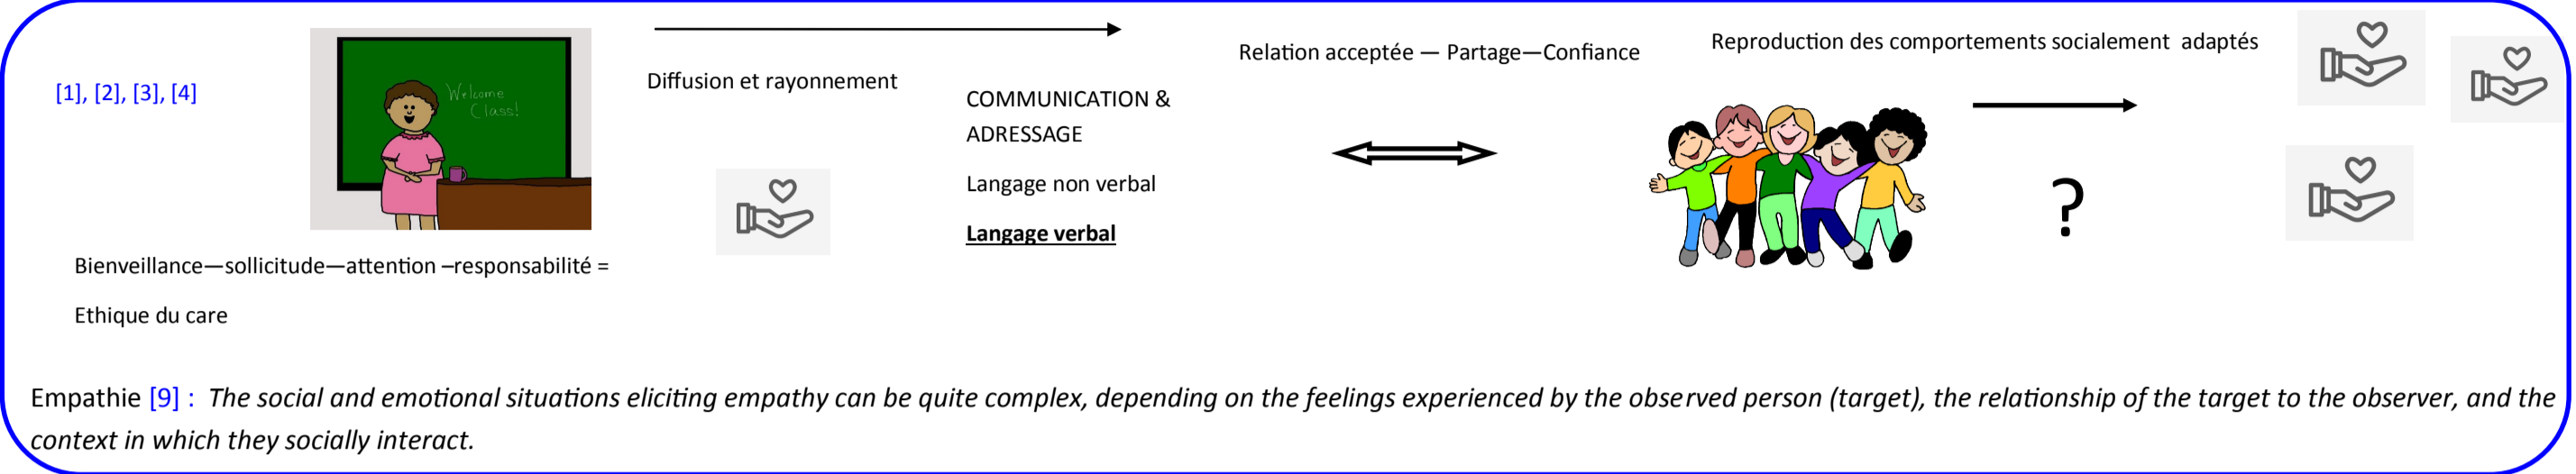 [1], [2], [3], [4]
Welcome
Class!
Bienveillance—sollicitude—attention –responsabilité =
Ethique du care
Diffusion et rayonnement
COMMUNICATION &
ADRESSAGE
Langage non verbal
Langage verbal
Relation acceptée — Partage—Confiance
Reproduction des comportements socialement adaptés
?
Empathie [9] : The social and emotional situations eliciting empathy can be quite complex, depending on the feelings experienced by the observed person (target), the relationship of the target to the observer, and the
context in which they socially interact.